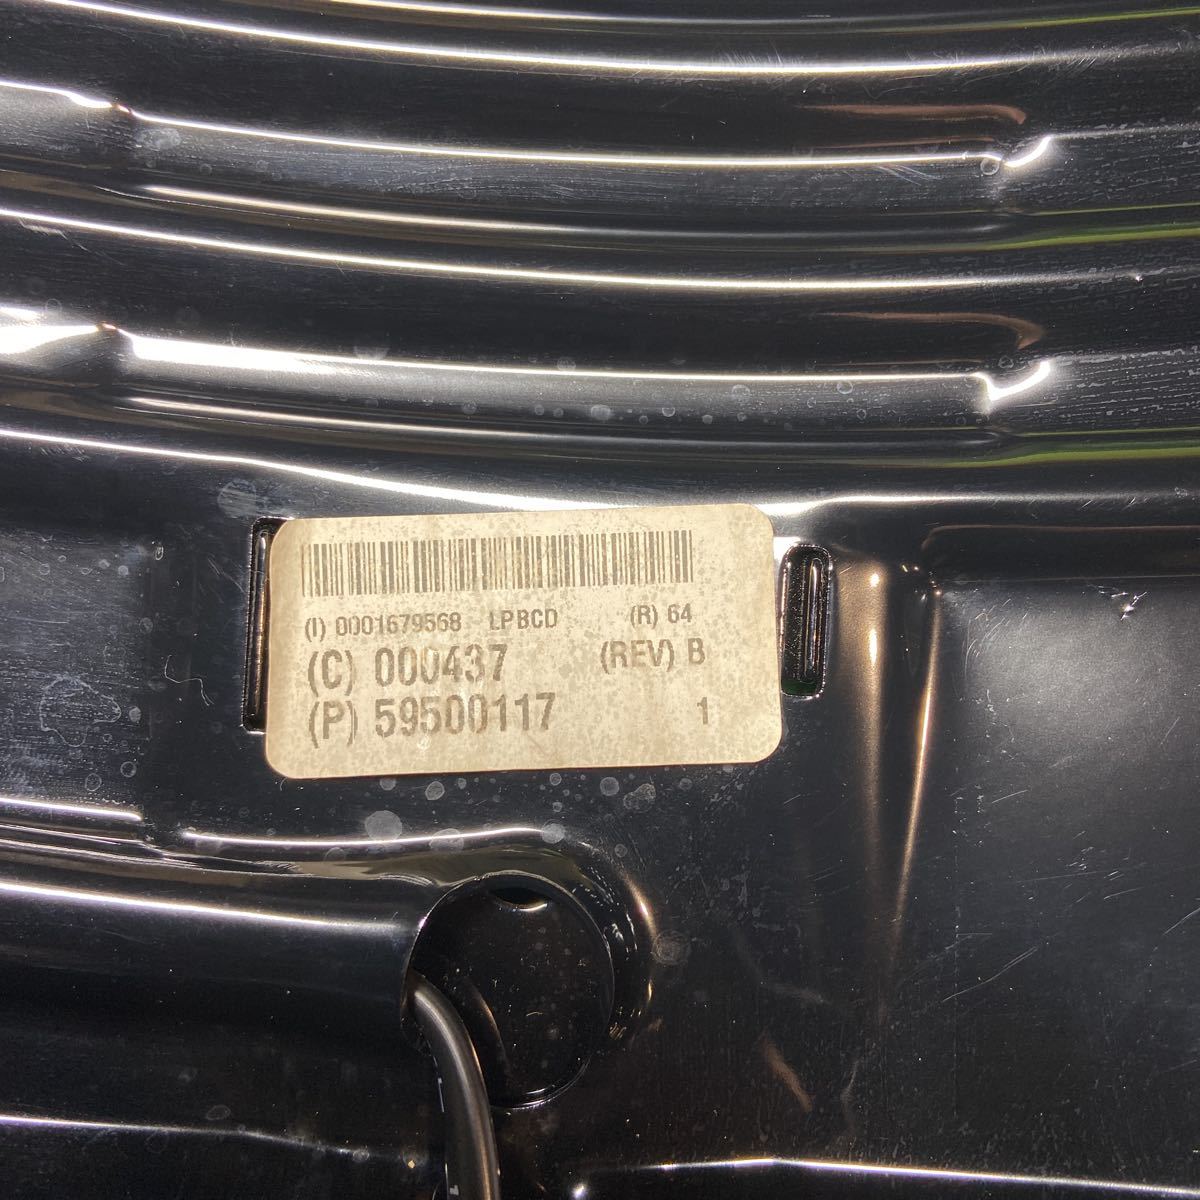 (I) 0001679568 LPBCD (R) 64
(C) 000437 (REV) B
(P) 59500117 1